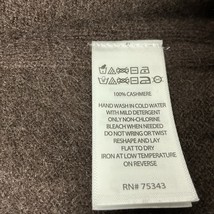 100% CASHMERE
HAND WASH IN COLD WATER
WITH MILD DETERGENT
ONLY NON-CHLORINE
BLEACH WHEN NEEDED
DO NOT WRING OR TWIST
RESHAPE AND LAY
FLAT TO DRY
IRON AT LOW TEMPERATURE
ON REVERSE
RN# 75343